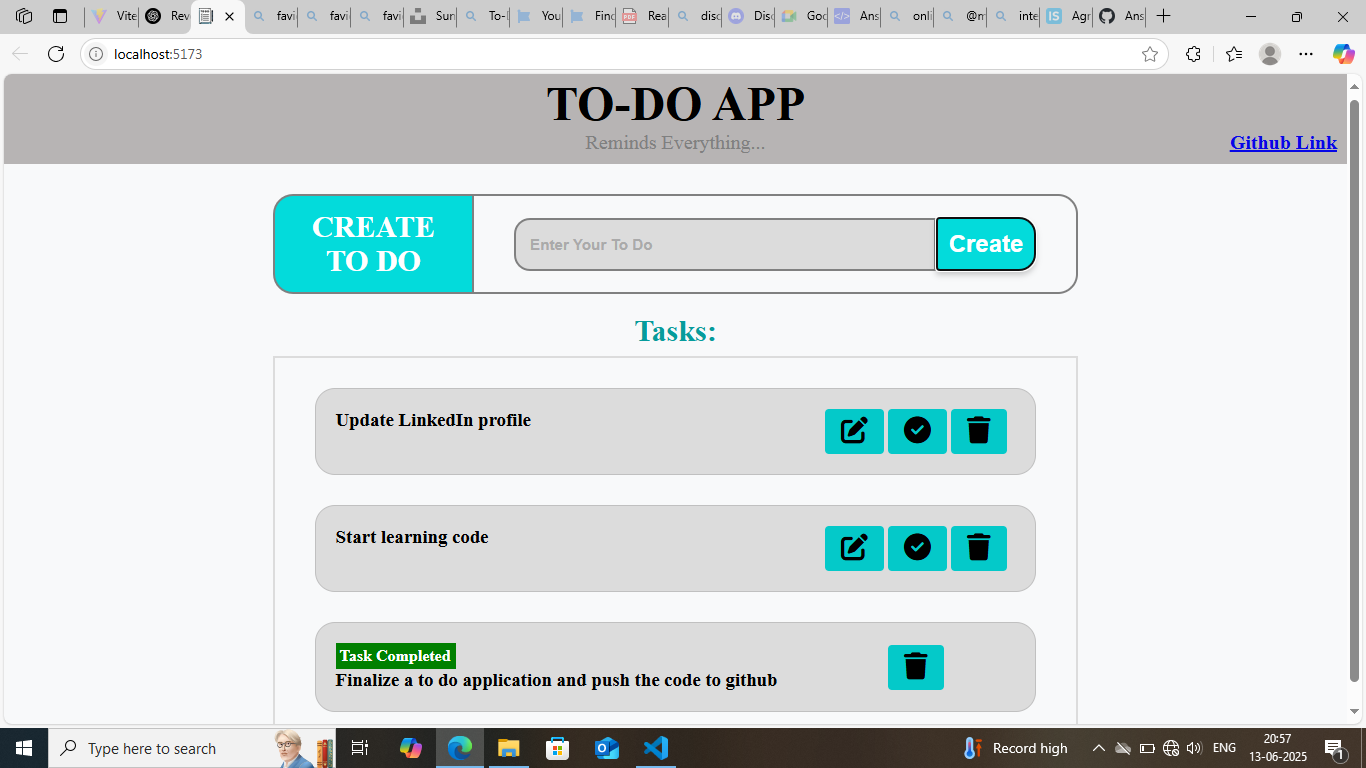 Vite
Rev
favi
favi
favi
Sun
To-l
You
Find
Rea
disc
Disc
Goo
Ans
onli
@m
inte
Agr
Ans
localhost:5173
TO-DO APP
Reminds Everything...
Github Link
CREATE
TO DO
Enter Your To Do
Create
Tasks:
Update LinkedIn profile
Start learning code
Task Completed
Finalize a to do application and push the code to github
Type here to search
Record high
ENG
20:57
13-06-2025
1